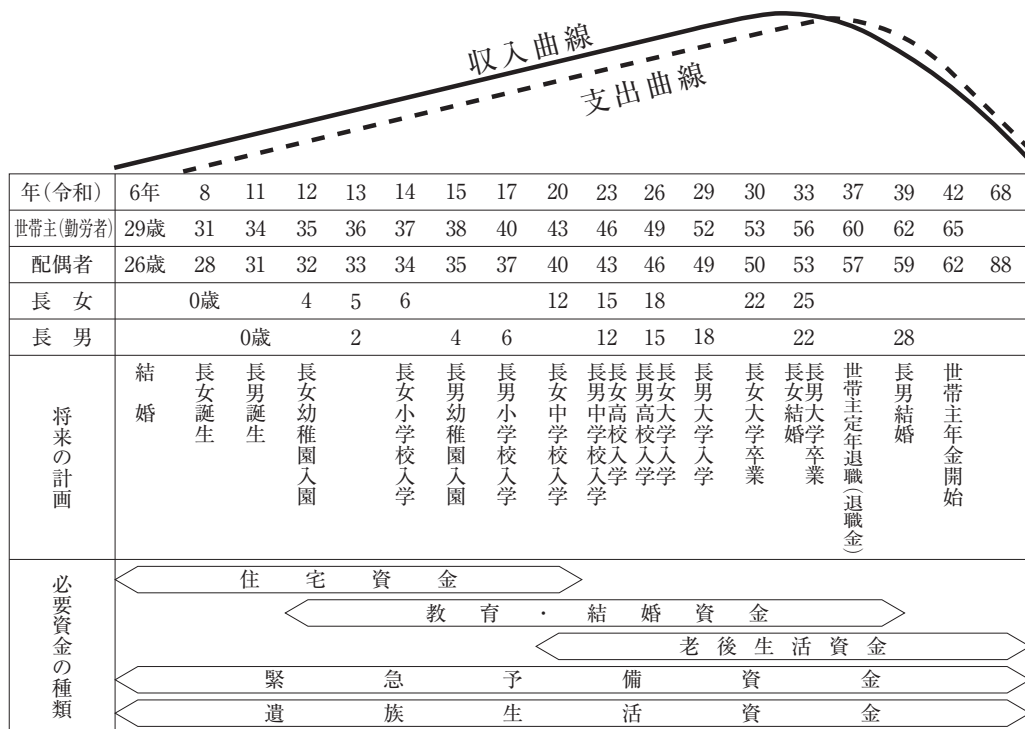 収入曲線
支出曲線
年(令和) 6年 8 11 12 13 14 15 17 20 23 26 29 30 33 37 39 42 68
世帯主(勤労者) 29歳 31 34 35 36 37 38 40 43 46 49 52 53 56 60 62 65
配偶者 26歳 28 31 32 33 34 35 37 40 43 46 49 50 53 57 59 62 88
長女 0歳 4 5 6 12 15 18 22 25
長男 0歳 2 4 6 12 15 18 22 28
将来の計画
結婚
長女誕生
長男誕生
長女幼稚園入園
長女小学校入学
長男幼稚園入園
長男小学校入学
長女中学校入学
長女高校入学
長男中学校入学
長女大学入学
長男高校入学
長男大学入学
長女大学卒業
長男大学卒業
長女結婚
世帯主定年退職(退職金)
長男結婚
世帯主年金開始
必要資金の種類
住宅資金
教育・結婚資金
老後生活資金
緊急予備資金
遺族生活資金